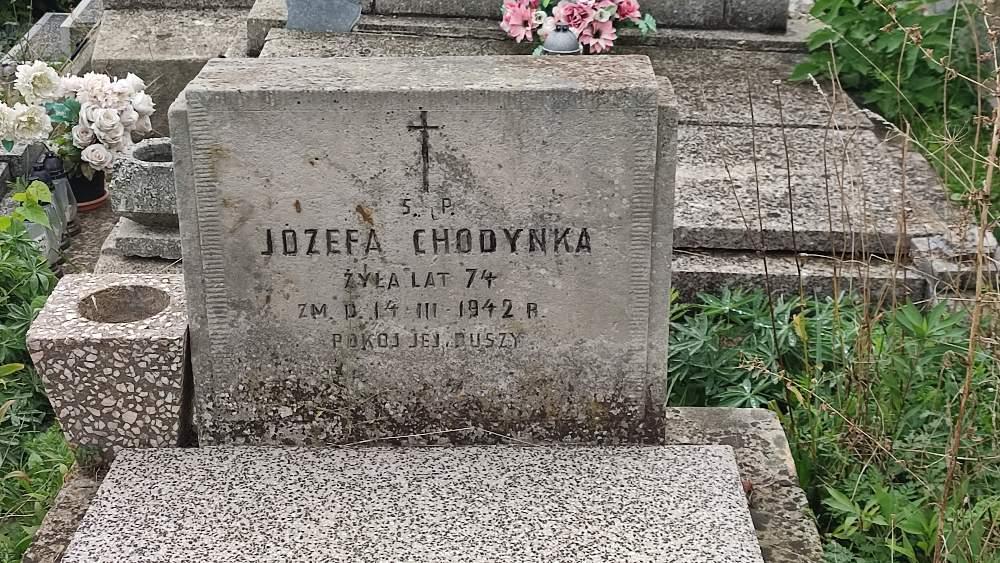 Ś. P.
JÓZEFA CHODYNKA
ŻYŁA LAT 74
ZM. D. 14-III-1942 R.
POKÓJ JEJ DUSZY